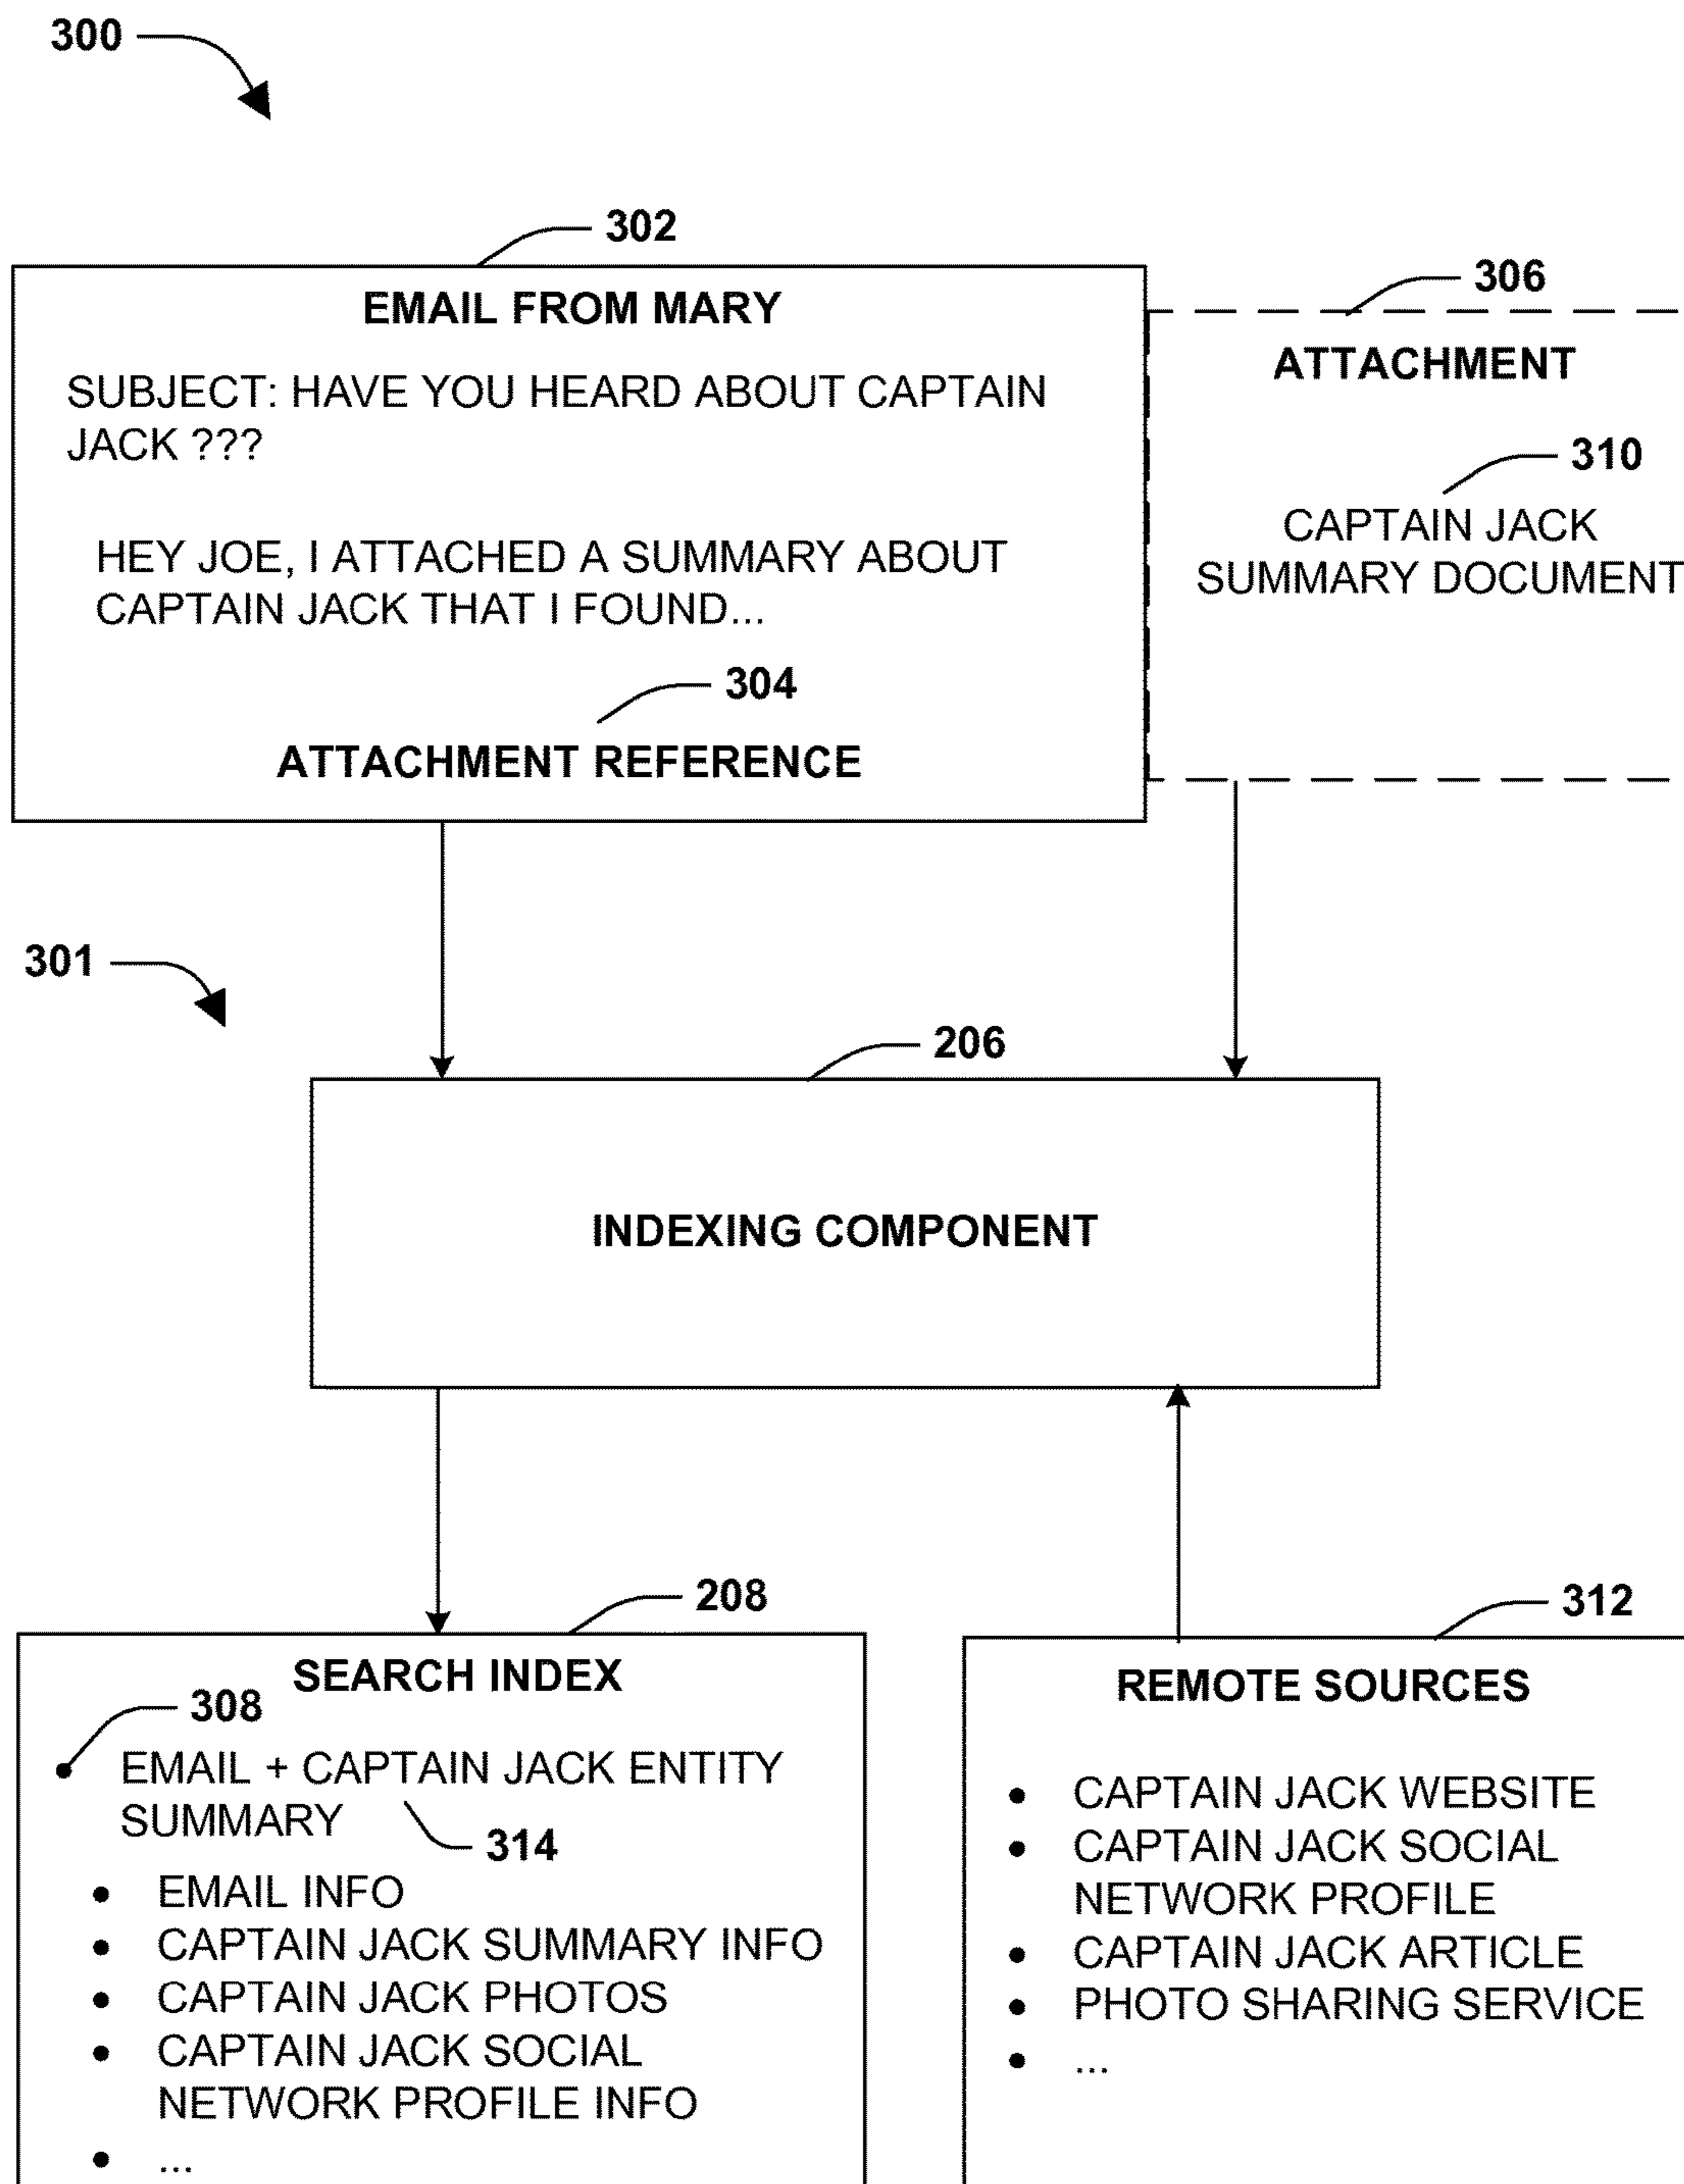 300
302
EMAIL FROM MARY
SUBJECT: HAVE YOU HEARD ABOUT CAPTAIN
JACK ???
HEY JOE, I ATTACHED A SUMMARY ABOUT
CAPTAIN JACK THAT I FOUND...
304
ATTACHMENT REFERENCE
306
ATTACHMENT
310
CAPTAIN JACK
SUMMARY DOCUMENT
301
206
INDEXING COMPONENT
208
SEARCH INDEX
308
• EMAIL + CAPTAIN JACK ENTITY
SUMMARY
314
• EMAIL INFO
• CAPTAIN JACK SUMMARY INFO
• CAPTAIN JACK PHOTOS
• CAPTAIN JACK SOCIAL
NETWORK PROFILE INFO
• ...
312
REMOTE SOURCES
• CAPTAIN JACK WEBSITE
• CAPTAIN JACK SOCIAL
NETWORK PROFILE
• CAPTAIN JACK ARTICLE
• PHOTO SHARING SERVICE
• ...